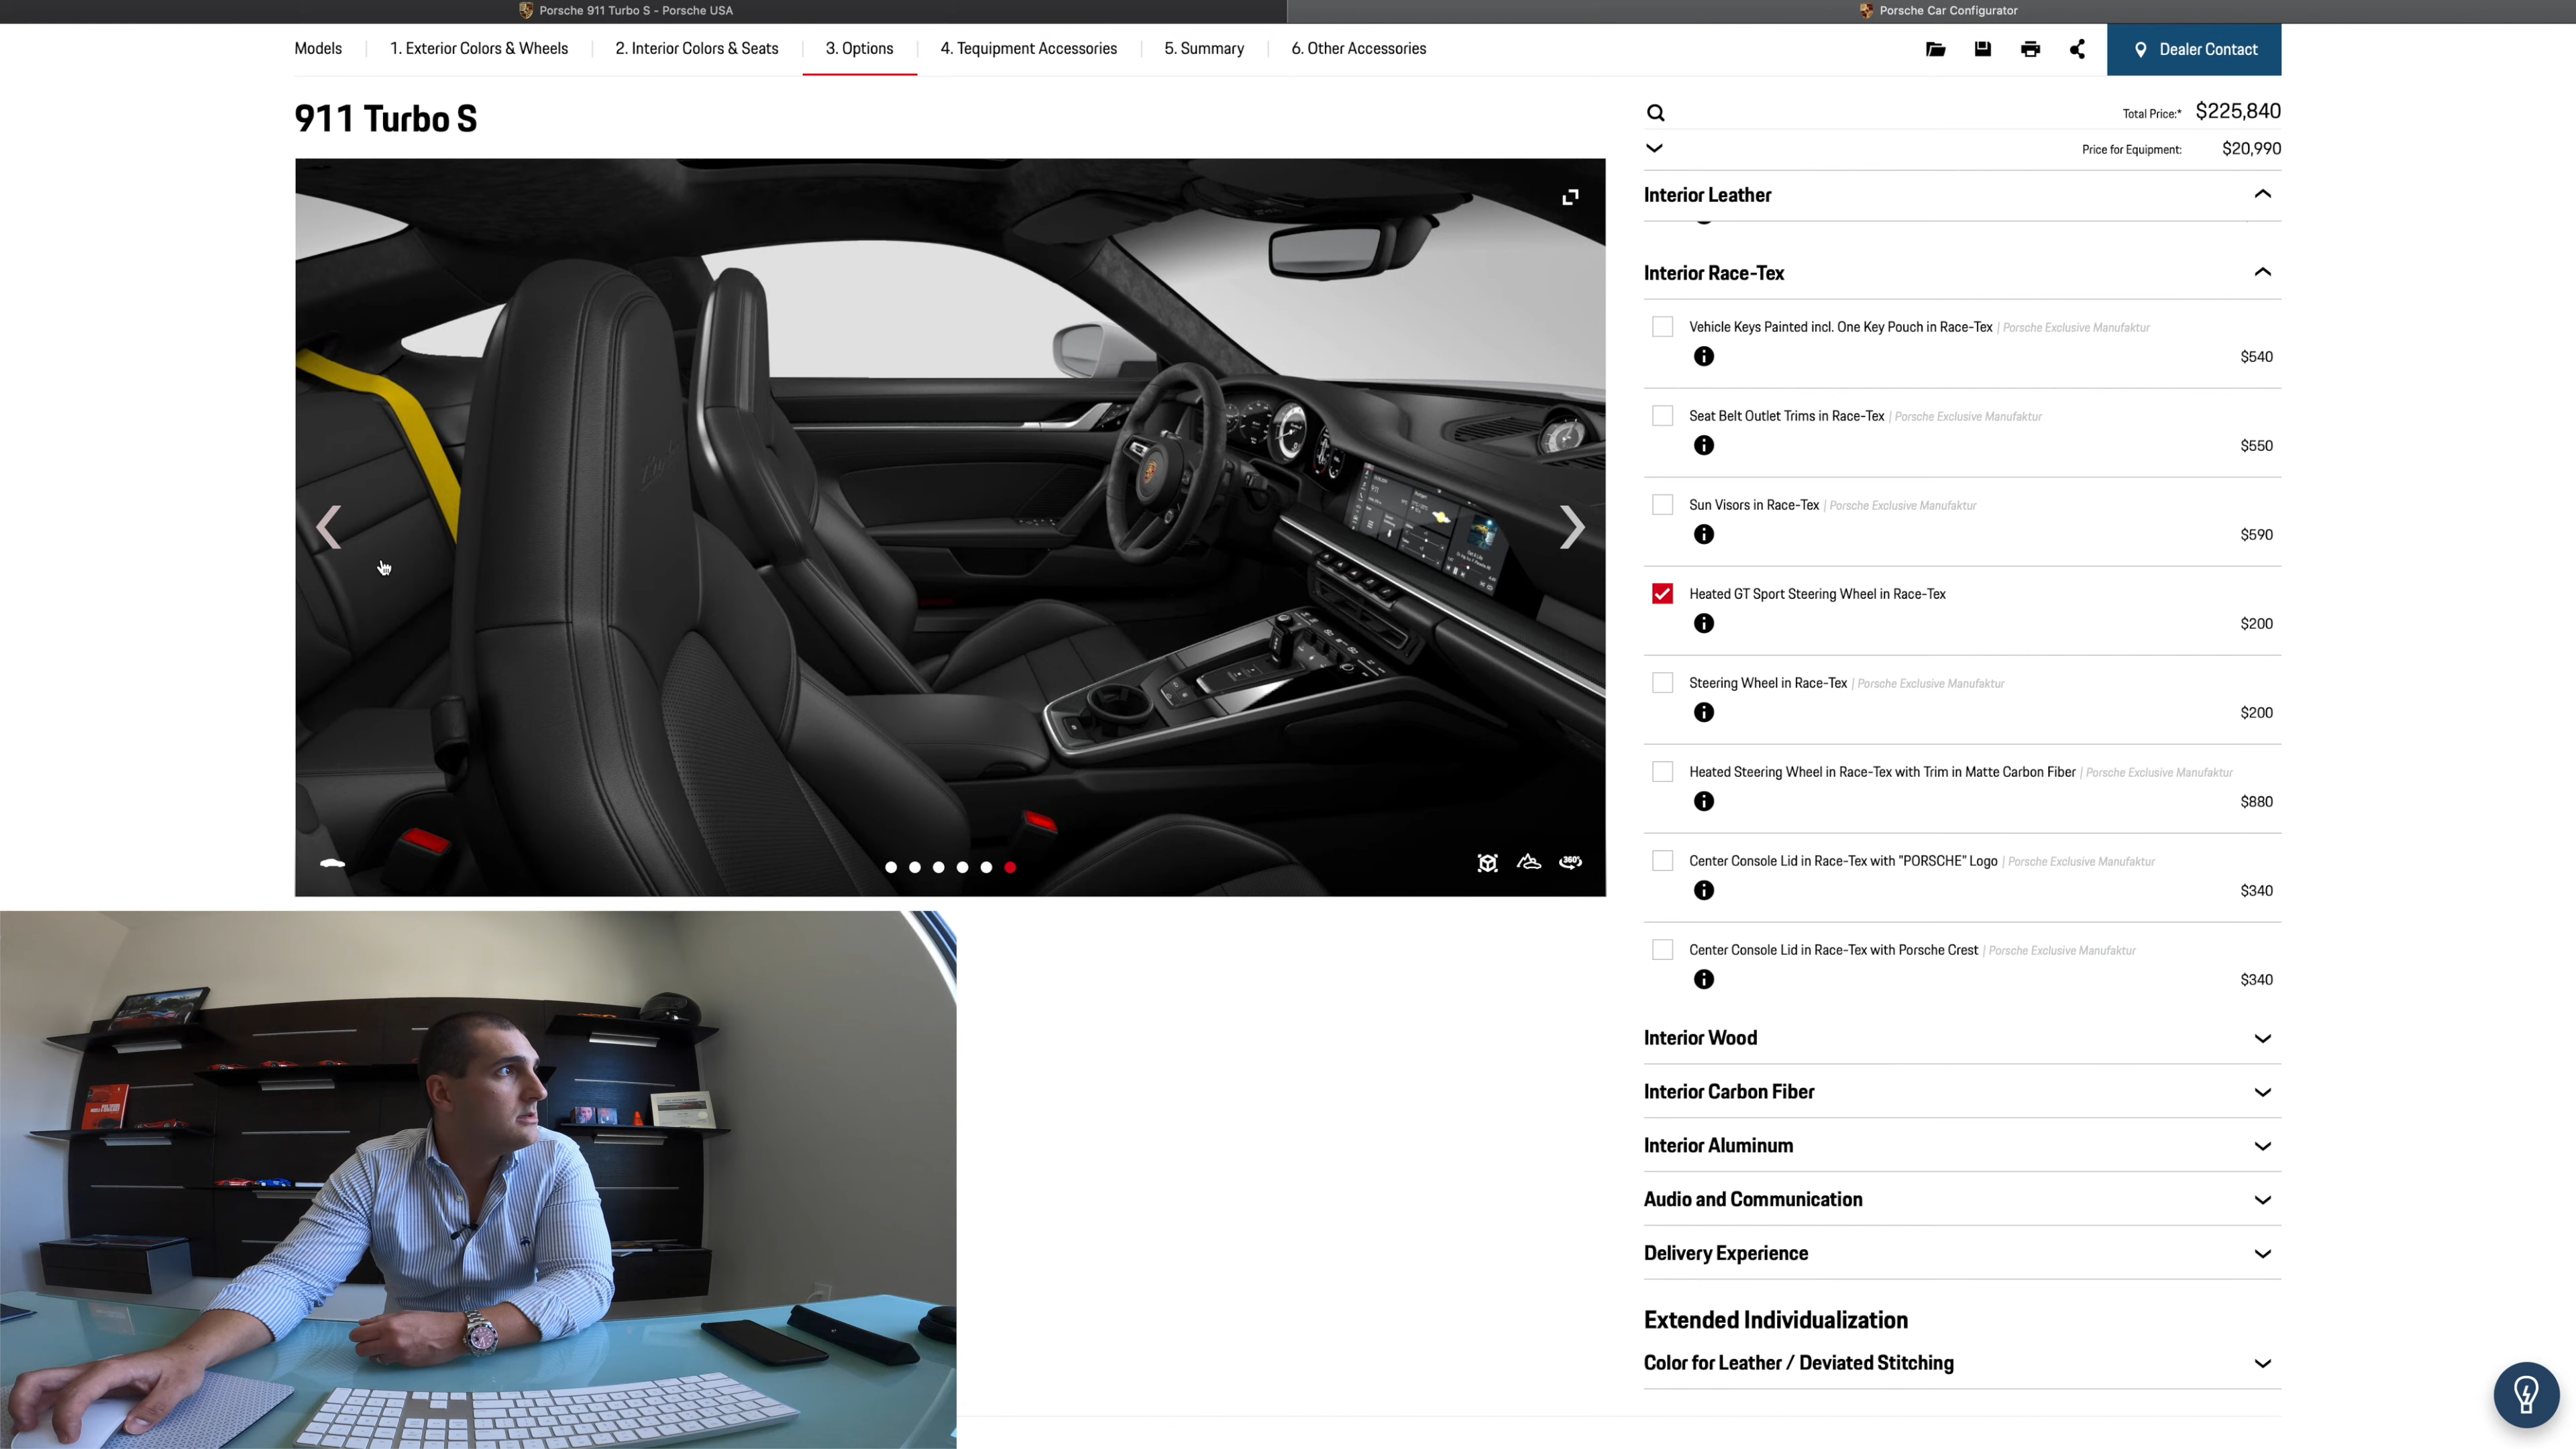 Porsche 911 Turbo S - Porsche USA
Porsche Car Configurator
Models
1. Exterior Colors & Wheels
2. Interior Colors & Seats
3. Options
4. Tequipment Accessories
5. Summary
6. Other Accessories
Dealer Contact
911 Turbo S
Total Price:* $225,840
Price for Equipment: $20,990
Interior Leather
Interior Race-Tex
Vehicle Keys Painted incl. One Key Pouch in Race-Tex | Porsche Exclusive Manufaktur
$540
Seat Belt Outlet Trims in Race-Tex | Porsche Exclusive Manufaktur
$550
Sun Visors in Race-Tex | Porsche Exclusive Manufaktur
$590
Heated GT Sport Steering Wheel in Race-Tex
$200
Steering Wheel in Race-Tex | Porsche Exclusive Manufaktur
$200
Heated Steering Wheel in Race-Tex with Trim in Matte Carbon Fiber | Porsche Exclusive Manufaktur
$880
Center Console Lid in Race-Tex with "PORSCHE" Logo | Porsche Exclusive Manufaktur
$340
Center Console Lid in Race-Tex with Porsche Crest | Porsche Exclusive Manufaktur
$340
Interior Wood
Interior Carbon Fiber
Interior Aluminum
Audio and Communication
Delivery Experience
Extended Individualization
Color for Leather / Deviated Stitching
360°